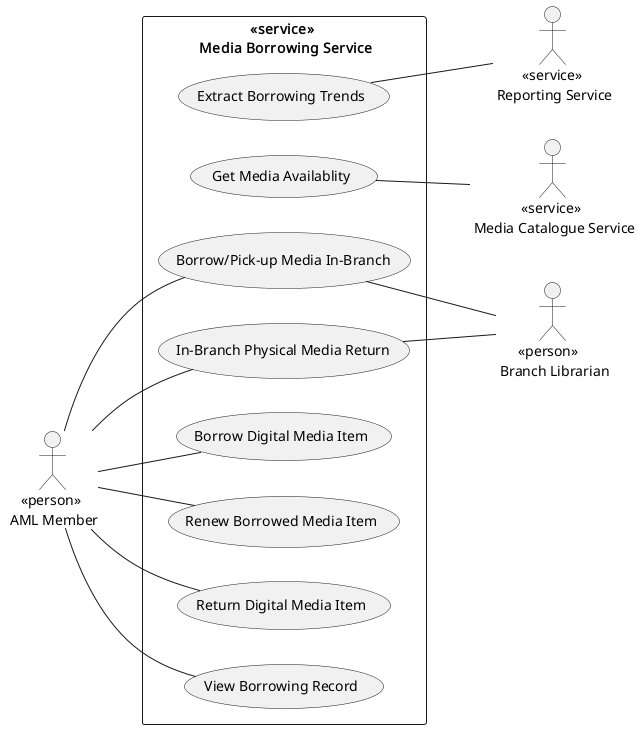 «service»
Media Borrowing Service
Extract Borrowing Trends
«service»
Reporting Service
Get Media Availablity
«service»
Media Catalogue Service
Borrow/Pick-up Media In-Branch
In-Branch Physical Media Return
«person»
Branch Librarian
Borrow Digital Media Item
«person»
AML Member
Renew Borrowed Media Item
Return Digital Media Item
View Borrowing Record